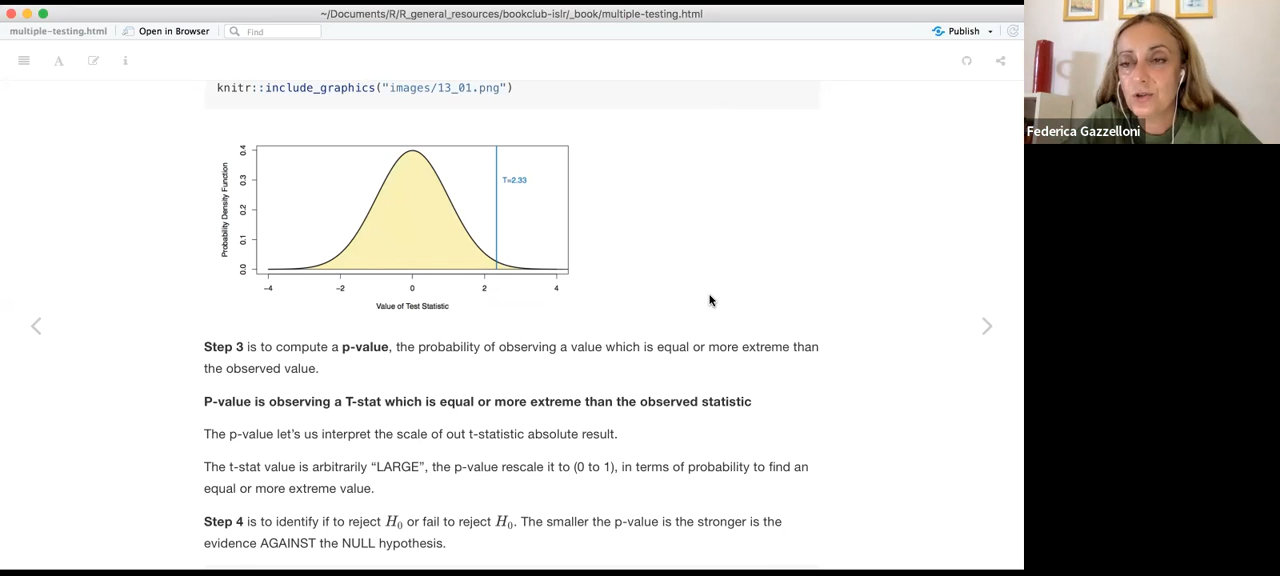 ~/Documents/R/R_general_resources/bookclub-islr/_book/multiple-testing.html
multiple-testing.html
Open in Browser
Find
Publish
knitr::include_graphics("images/13_01.png")
Probability Density Function
0.4
0.3
0.2
0.1
0.0
T=2.33
−4 −2 0 2 4
Value of Test Statistic
Step 3 is to compute a p-value, the probability of observing a value which is equal or more extreme than
the observed value.
P-value is observing a T-stat which is equal or more extreme than the observed statistic
The p-value let's us interpret the scale of out t-statistic absolute result.
The t-stat value is arbitrarily “LARGE”, the p-value rescale it to (0 to 1), in terms of probability to find an
equal or more extreme value.
Step 4 is to identify if to reject H0 or fail to reject H0. The smaller the p-value is the stronger is the
evidence AGAINST the NULL hypothesis.
Federica Gazzelloni